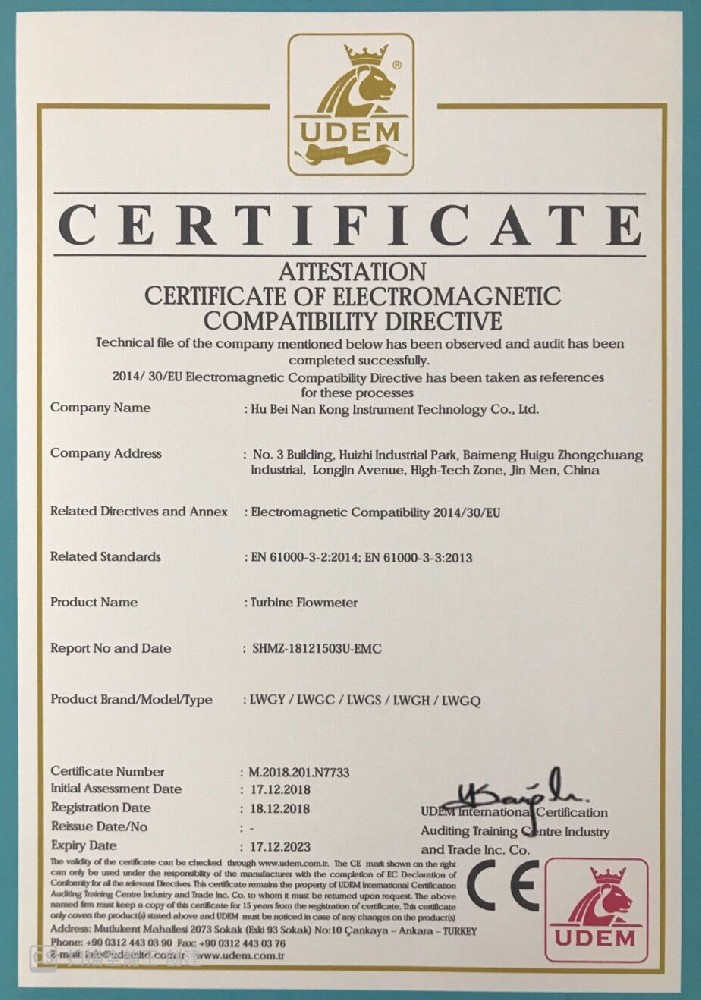 UDEM
®
CERTIFICATE
ATTESTATION
CERTIFICATE OF ELECTROMAGNETIC
COMPATIBILITY DIRECTIVE
Technical file of the company mentioned below has been observed and audit has been
completed successfully.
2014/ 30/EU Electromagnetic Compatibility Directive has been taken as references
for these processes
Company Name : Hu Bei Nan Kong Instrument Technology Co., Ltd.
Company Address : No. 3 Building, Huizhi Industrial Park, Baimeng Huigu Zhongchuang
Industrial, Longjin Avenue, High-Tech Zone, Jin Men, China
Related Directives and Annex : Electromagnetic Compatibility 2014/30/EU
Related Standards : EN 61000-3-2:2014; EN 61000-3-3:2013
Product Name : Turbine Flowmeter
Report No and Date : SHMZ-18121503U-EMC
Product Brand/Model/Type : LWGY / LWGC / LWGS / LWGH / LWGQ
Certificate Number : M.2018.201.N7733
Initial Assessment Date : 17.12.2018
Registration Date : 18.12.2018
Reissue Date/No : -
Expiry Date : 17.12.2023
UDEM International Certification
Auditing Training Centre Industry
and Trade Inc. Co.
The validity of the certificate can be checked through www.udem.com.tr. The CE mark shown on the right
can only be used under the responsibility of the manufacturer with the completion of EC Declaration of
Conformity for all the relevant Directives. This certificate remains the property of UDEM International Certification
Auditing Training Centre Industry and Trade Inc. Co. to whom it must be returned upon request. The above
named firm must keep a copy of this certificate for 15 years from the registration of certificate. This certificate
only covers the product(s) stated above and UDEM must be noticed in case of any changes on the product(s)
Address: Mutlukent Mahallesi 2073 Sokak (Eski 93 Sokak) No:10 Çankaya - Ankara - TURKEY
Phone: +90 0312 443 03 90 Fax: +90 0312 443 03 76
E-mail: info@udemltd.com.tr www.udem.com.tr
CE
UDEM